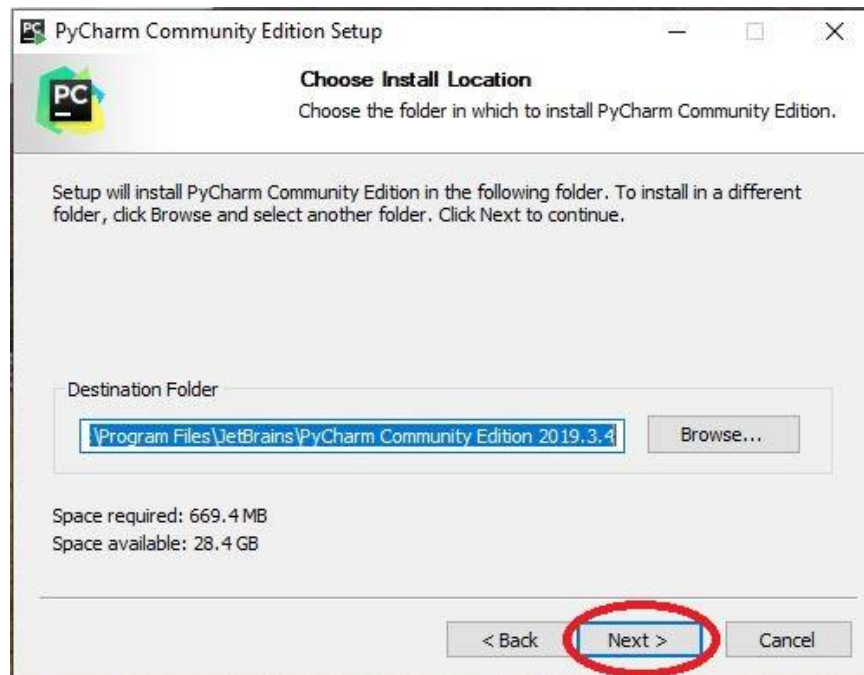 PC PyCharm Community Edition Setup
PC
Choose Install Location
Choose the folder in which to install PyCharm Community Edition.
Setup will install PyCharm Community Edition in the following folder. To install in a different
folder, click Browse and select another folder. Click Next to continue.
Destination Folder
:\Program Files\JetBrains\PyCharm Community Edition 2019.3.4
Browse...
Space required: 669.4 MB
Space available: 28.4 GB
< Back
Next >
Cancel